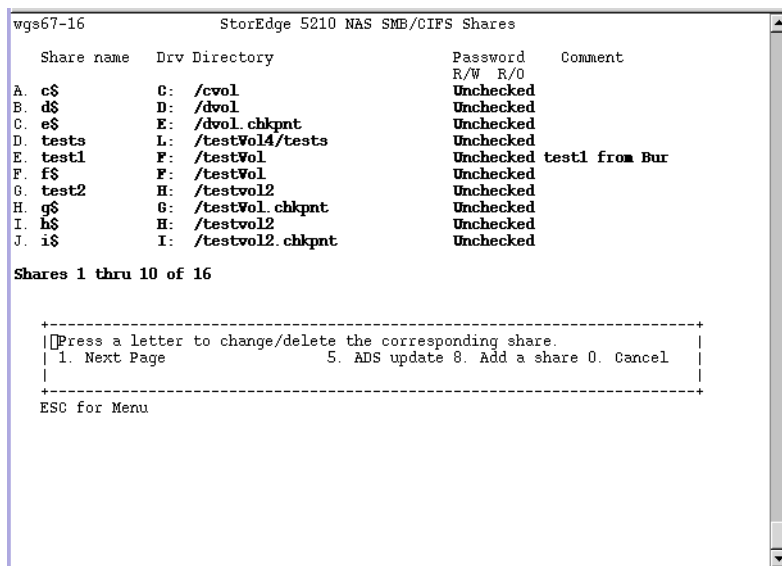 wgs67-16 StorEdge 5210 NAS SMB/CIFS Shares
Share name Drv Directory Password Comment
R/W R/O
A. c$ C: /cvol Unchecked
B. d$ D: /dvol Unchecked
C. e$ E: /dvol.chkpnt Unchecked
D. tests L: /testVol4/tests Unchecked
E. test1 F: /testVol Unchecked test1 from Bur
F. f$ F: /testVol Unchecked
G. test2 H: /testvol2 Unchecked
H. g$ G: /testVol.chkpnt Unchecked
I. h$ H: /testvol2 Unchecked
J. i$ I: /testvol2.chkpnt Unchecked
Shares 1 thru 10 of 16
Press a letter to change/delete the corresponding share.
1. Next Page 5. ADS update 8. Add a share 0. Cancel
ESC for Menu